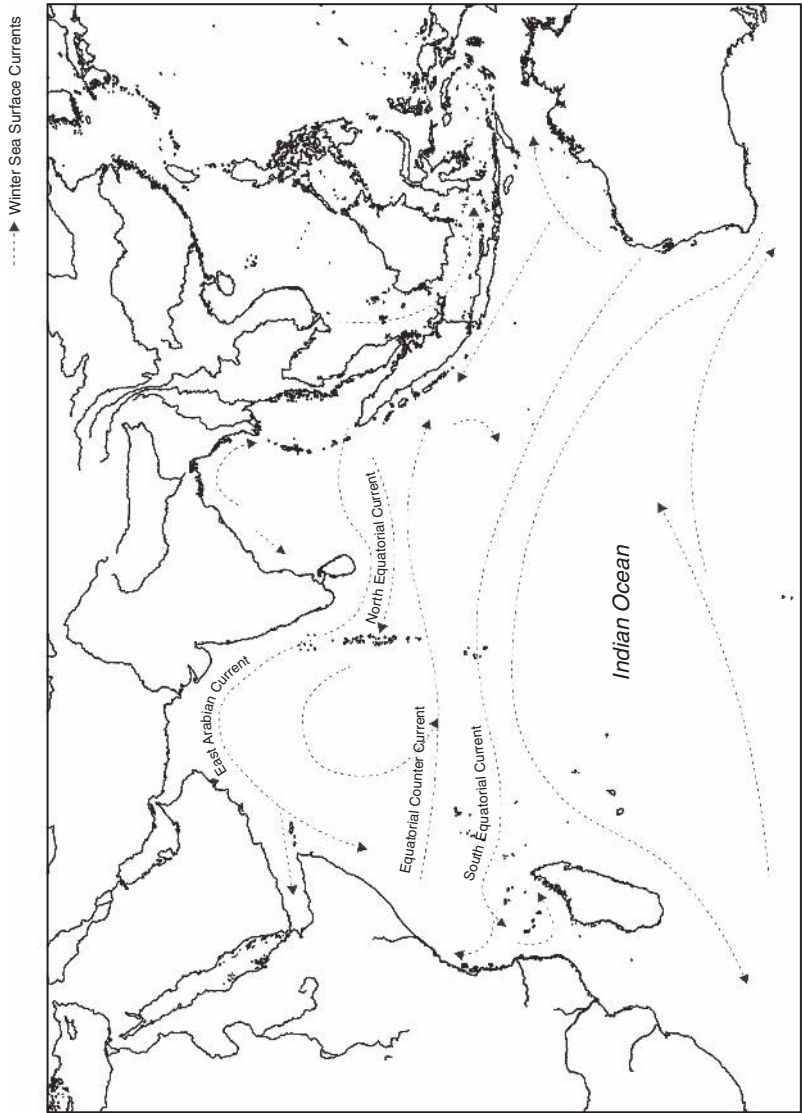 Winter Sea Surface Currents
East Arabian Current
North Equatorial Current
Equatorial Counter Current
South Equatorial Current
Indian Ocean